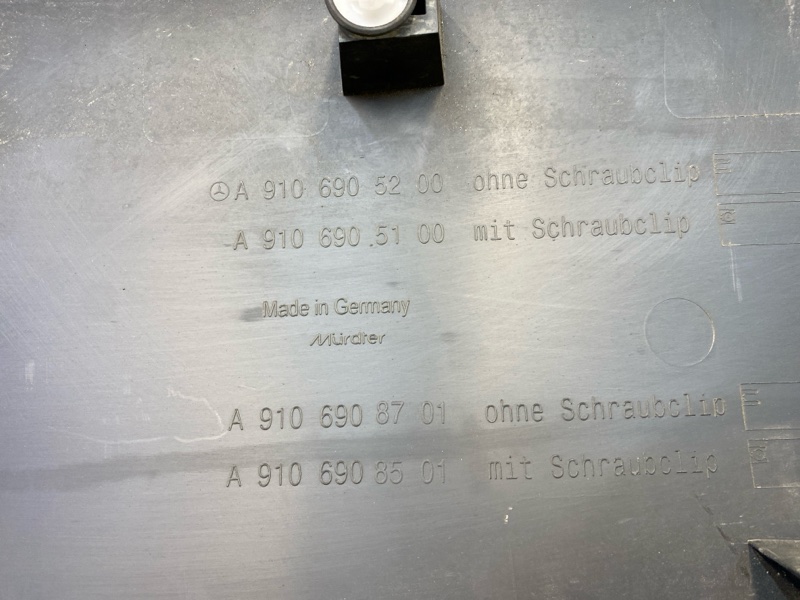 A 910 690 52 00 ohne Schraubclip
A 910 690 51 00 mit Schraubclip
Made in Germany
Mürdter
A 910 690 87 01 ohne Schraubclip
A 910 690 85 01 mit Schraubclip